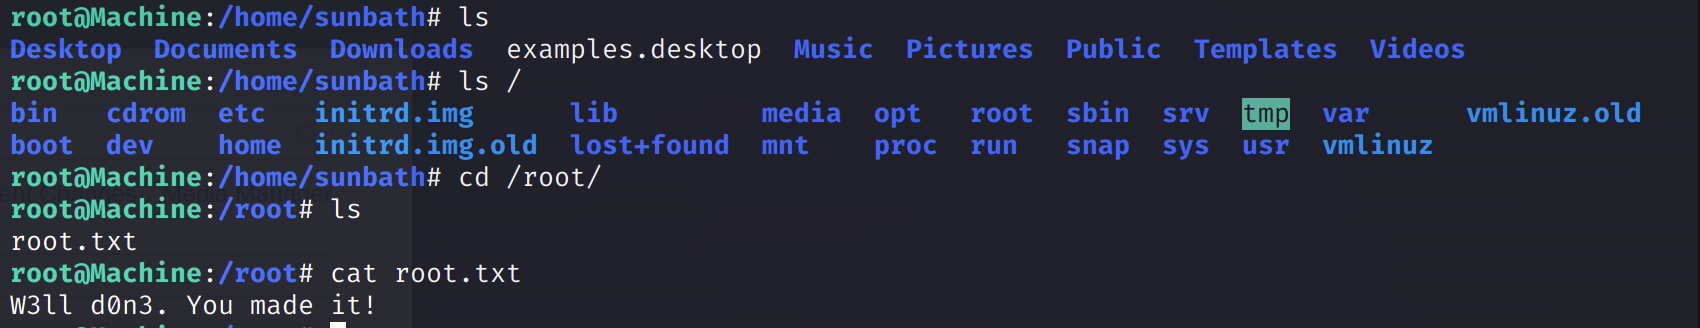 root@Machine:/home/sunbath# ls
Desktop  Documents  Downloads  examples.desktop  Music  Pictures  Public  Templates  Videos
root@Machine:/home/sunbath# ls /
bin   cdrom  etc   initrd.img      lib         media  opt   root  sbin  srv  tmp  var      vmlinuz.old
boot  dev    home  initrd.img.old  lost+found  mnt    proc  run   snap  sys  usr  vmlinuz
root@Machine:/home/sunbath# cd /root/
root@Machine:/root# ls
root.txt
root@Machine:/root# cat root.txt
W3ll d0n3. You made it!